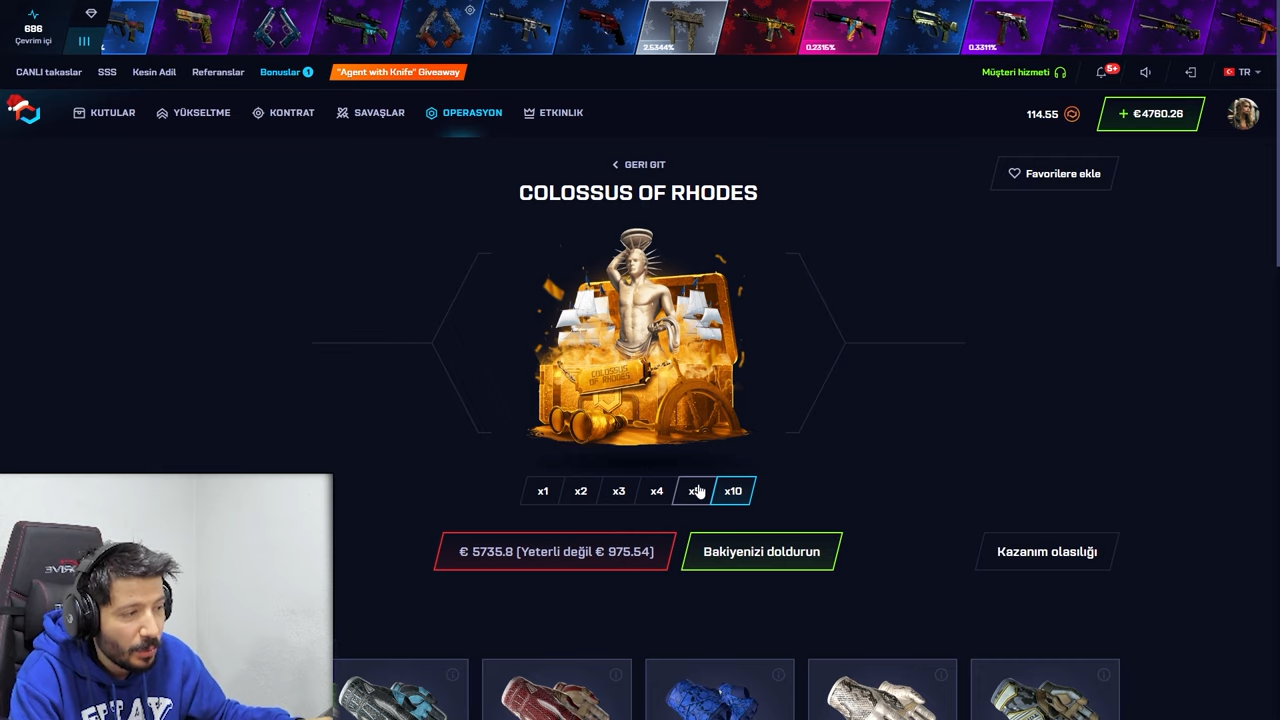 686
Çevrim içi
2.5344%
0.2315%
0.3311%
CANLI takaslar
SSS
Kesin Adil
Referanslar
Bonuslar 1
"Agent with Knife" Giveaway
Müşteri hizmeti
5+
TR
KUTULAR
YÜKSELTME
KONTRAT
SAVAŞLAR
OPERASYON
ETKINLIK
114.55
+ €4760.26
GERI GIT
COLOSSUS OF RHODES
Favorilere ekle
COLOSSUS
OF RHODES
x1
x2
x3
x4
x10
€ 5735.8 (Yeterli değil € 975.54)
Bakiyenizi doldurun
Kazanım olasılığı